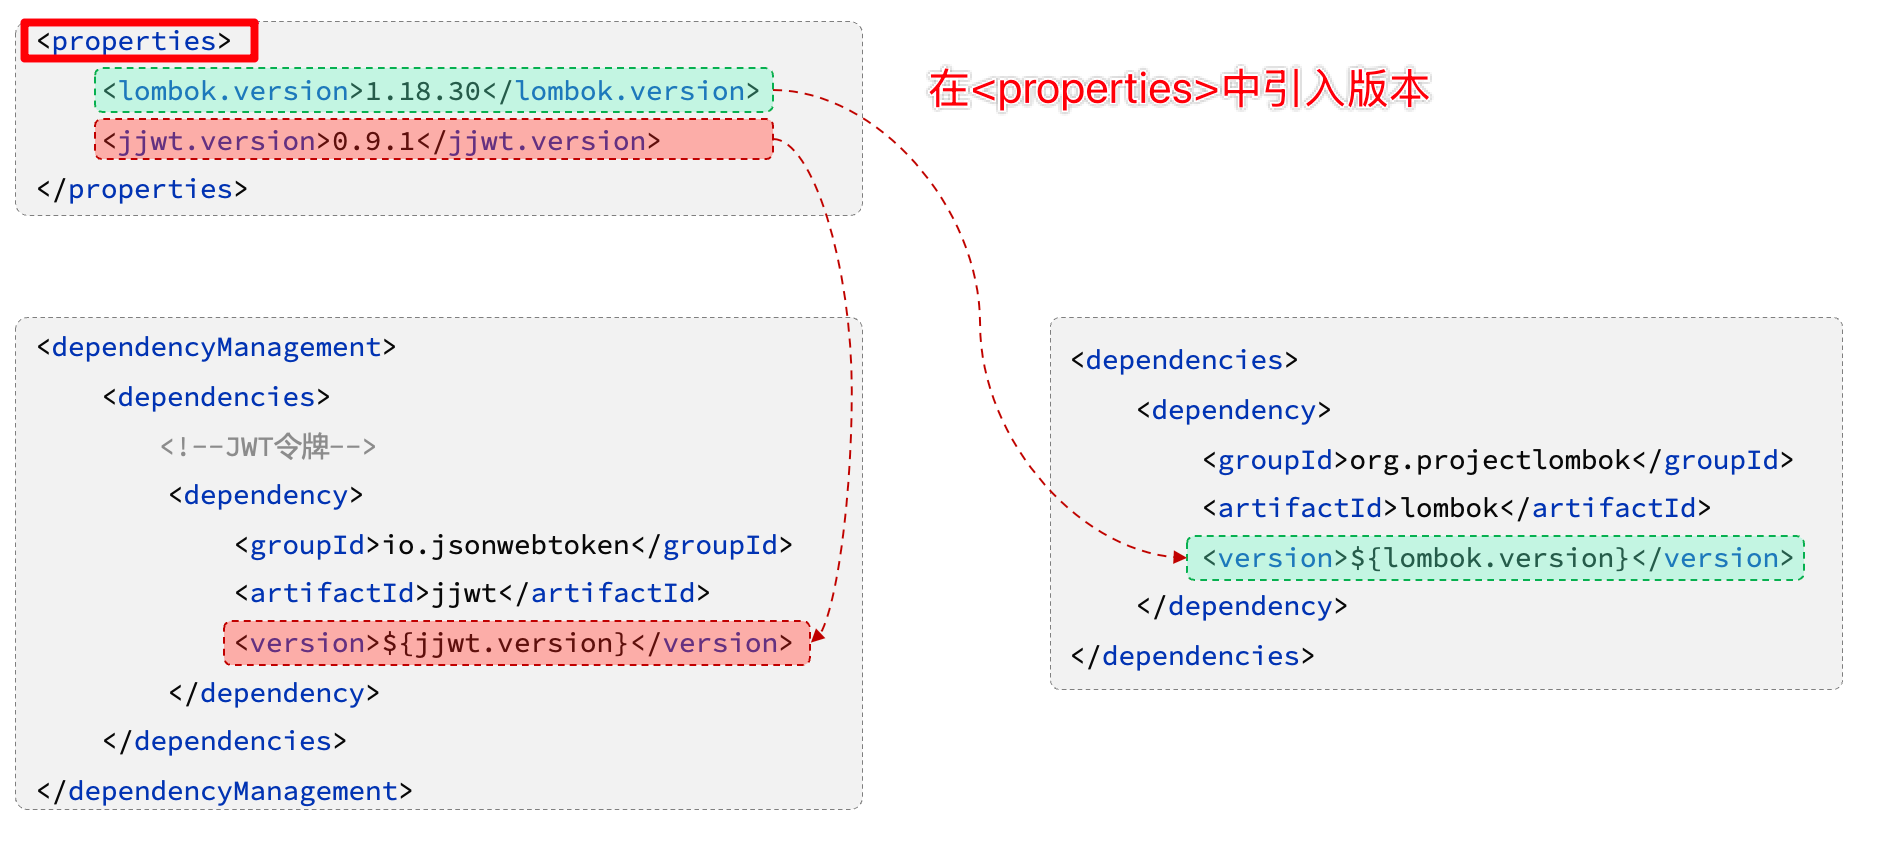 <properties>
<lombok.version>1.18.30</lombok.version>
<jjwt.version>0.9.1</jjwt.version>
</properties>
在<properties>中引入版本
<dependencyManagement>
<dependencies>
<!--JWT令牌-->
<dependency>
<groupId>io.jsonwebtoken</groupId>
<artifactId>jjwt</artifactId>
<version>${jjwt.version}</version>
</dependency>
</dependencies>
</dependencyManagement>
<dependencies>
<dependency>
<groupId>org.projectlombok</groupId>
<artifactId>lombok</artifactId>
<version>${lombok.version}</version>
</dependency>
</dependencies>